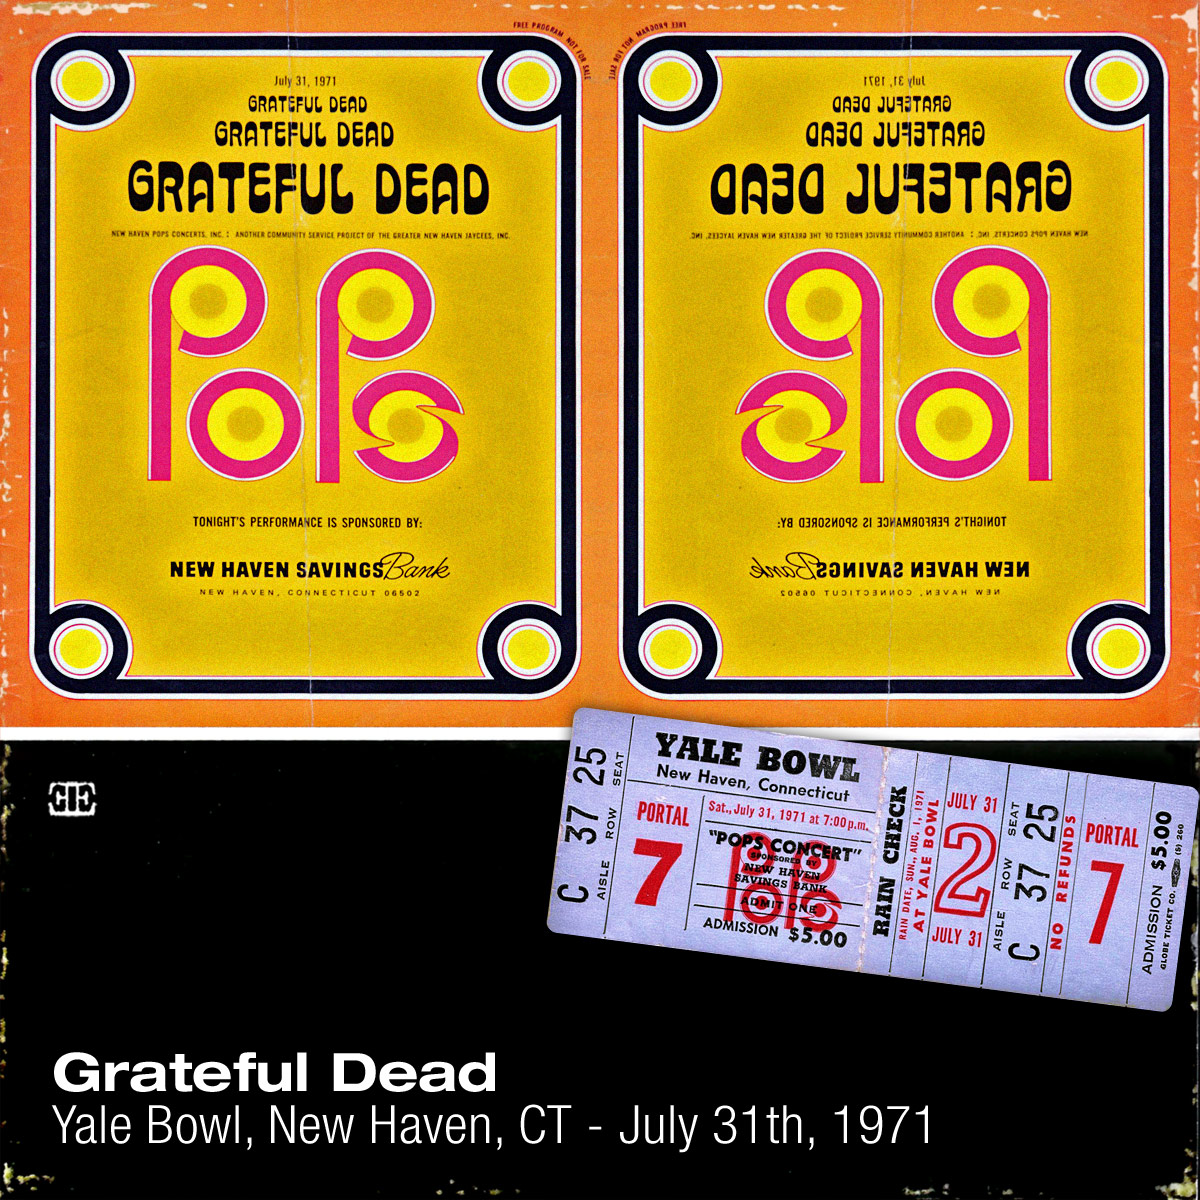 FREE PROGRAM NOT FOR SALE
July 31, 1971
GRATEFUL DEAD
GRATEFUL DEAD
GRATEFUL DEAD
NEW HAVEN POPS CONCERTS, INC. : ANOTHER COMMUNITY SERVICE PROJECT OF THE GREATER NEW HAVEN JAYCEES, INC.
PoPs
TONIGHT'S PERFORMANCE IS SPONSORED BY:
NEW HAVEN SAVINGS Bank
NEW HAVEN, CONNECTICUT 06502
FREE PROGRAM NOT FOR SALE
July 31, 1971
GRATEFUL DEAD
GRATEFUL DEAD
GRATEFUL DEAD
NEW HAVEN POPS CONCERTS, INC. : ANOTHER COMMUNITY SERVICE PROJECT OF THE GREATER NEW HAVEN JAYCEES, INC.
PoPs
TONIGHT'S PERFORMANCE IS SPONSORED BY:
NEW HAVEN SAVINGS Bank
NEW HAVEN, CONNECTICUT 06502
C 37 25
AISLE ROW SEAT
YALE BOWL
New Haven, Connecticut
PORTAL
7
Sat., July 31, 1971 at 7:00 p.m.
"POPS CONCERT"
SPONSORED BY
NEW HAVEN
SAVINGS BANK
ADMIT ONE
ADMISSION $5.00
PoPs
RAIN CHECK
RAIN DATE, SUN., AUG. 1, 1971
AT YALE BOWL
JULY 31
2
JULY 31
AISLE ROW SEAT
C 37 25
NO REFUNDS
PORTAL
7
ADMISSION $5.00
GLOBE TICKET CO. (5) 260
Grateful Dead
Yale Bowl, New Haven, CT - July 31th, 1971